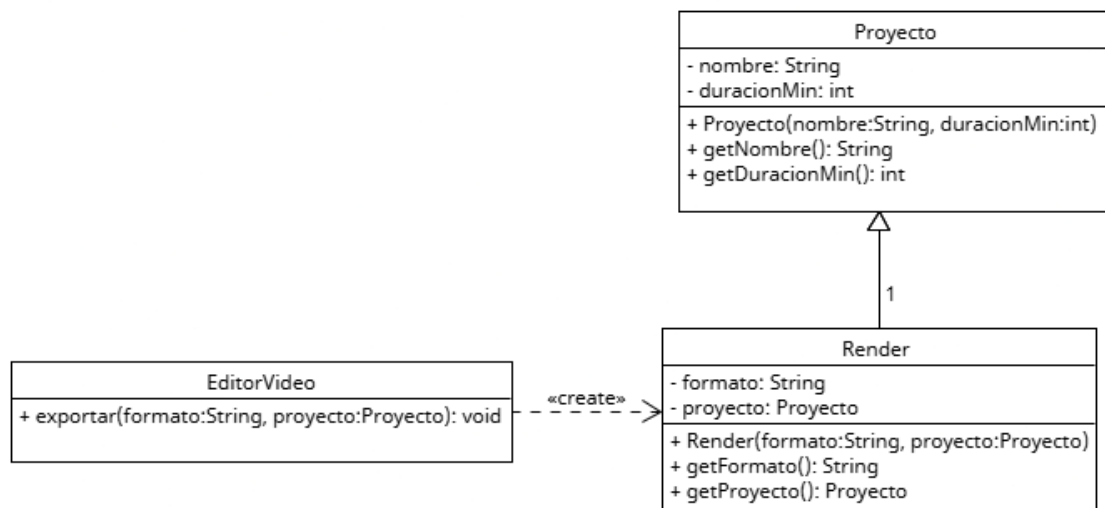 Proyecto
- nombre: String
- duracionMin: int
+ Proyecto(nombre:String, duracionMin:int)
+ getNombre(): String
+ getDuracionMin(): int
1
EditorVideo
+ exportar(formato:String, proyecto:Proyecto): void
«create»
Render
- formato: String
- proyecto: Proyecto
+ Render(formato:String, proyecto:Proyecto)
+ getFormato(): String
+ getProyecto(): Proyecto